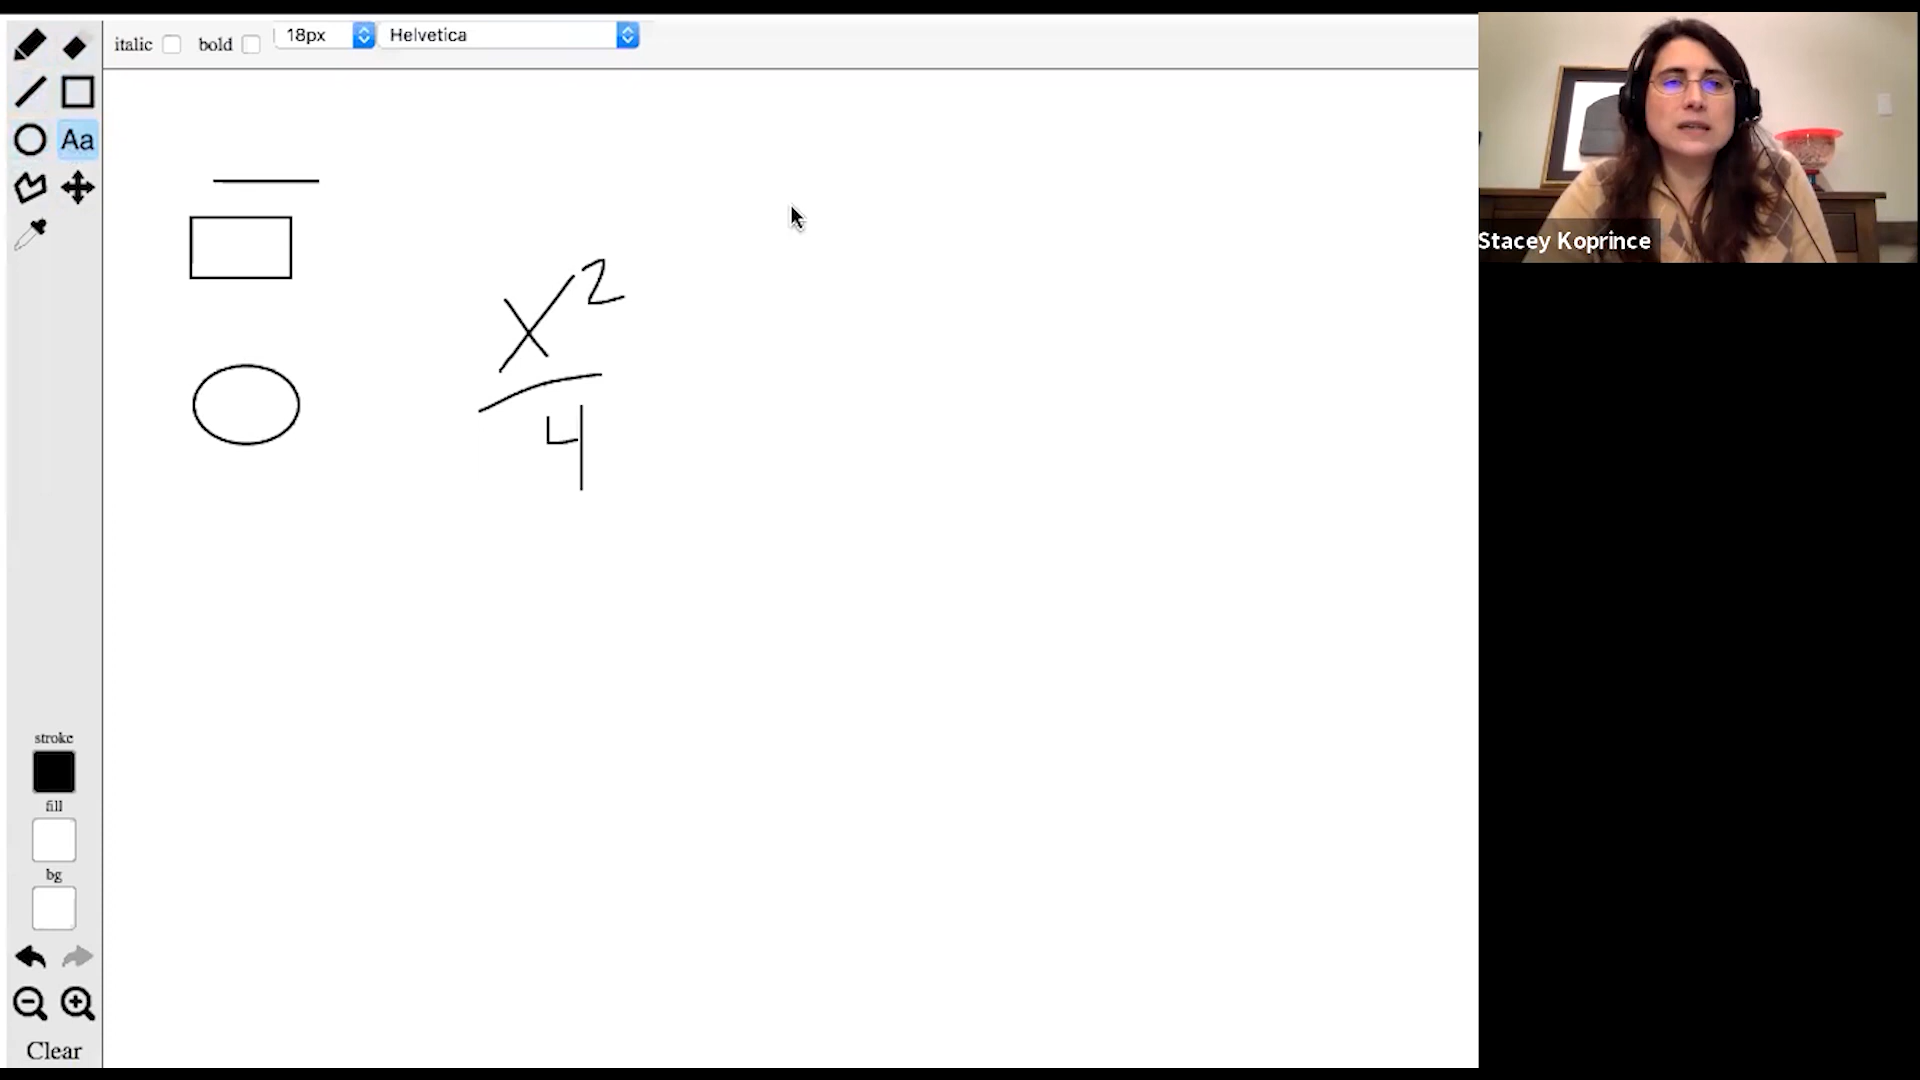 italic bold 18px Helvetica
Aa
Stacey Koprince
x²
4
stroke
fill
bg
Clear